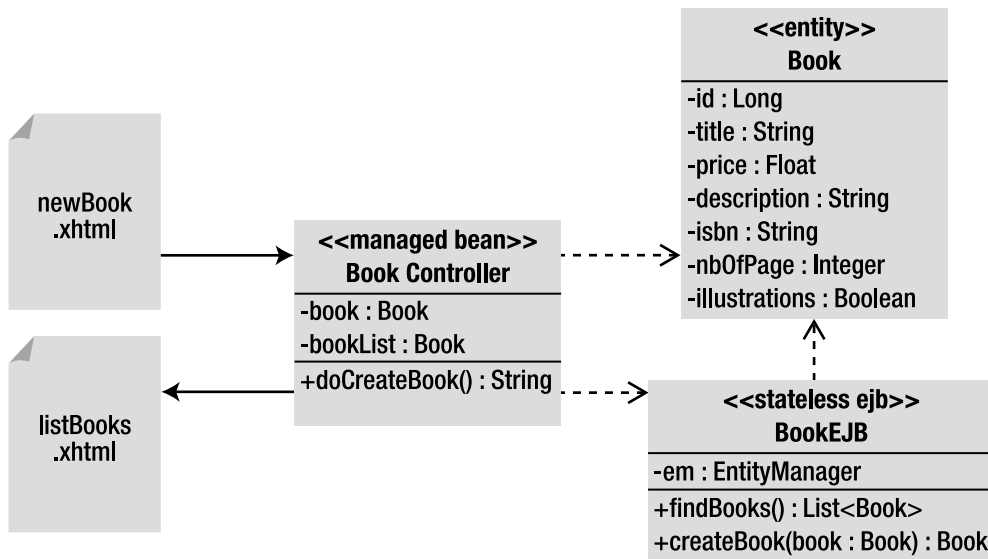 newBook
.xhtml
listBooks
.xhtml
<<managed bean>>
Book Controller
-book : Book
-bookList : Book
+doCreateBook() : String
<<entity>>
Book
-id : Long
-title : String
-price : Float
-description : String
-isbn : String
-nbOfPage : Integer
-illustrations : Boolean
<<stateless ejb>>
BookEJB
-em : EntityManager
+findBooks() : List<Book>
+createBook(book : Book) : Book